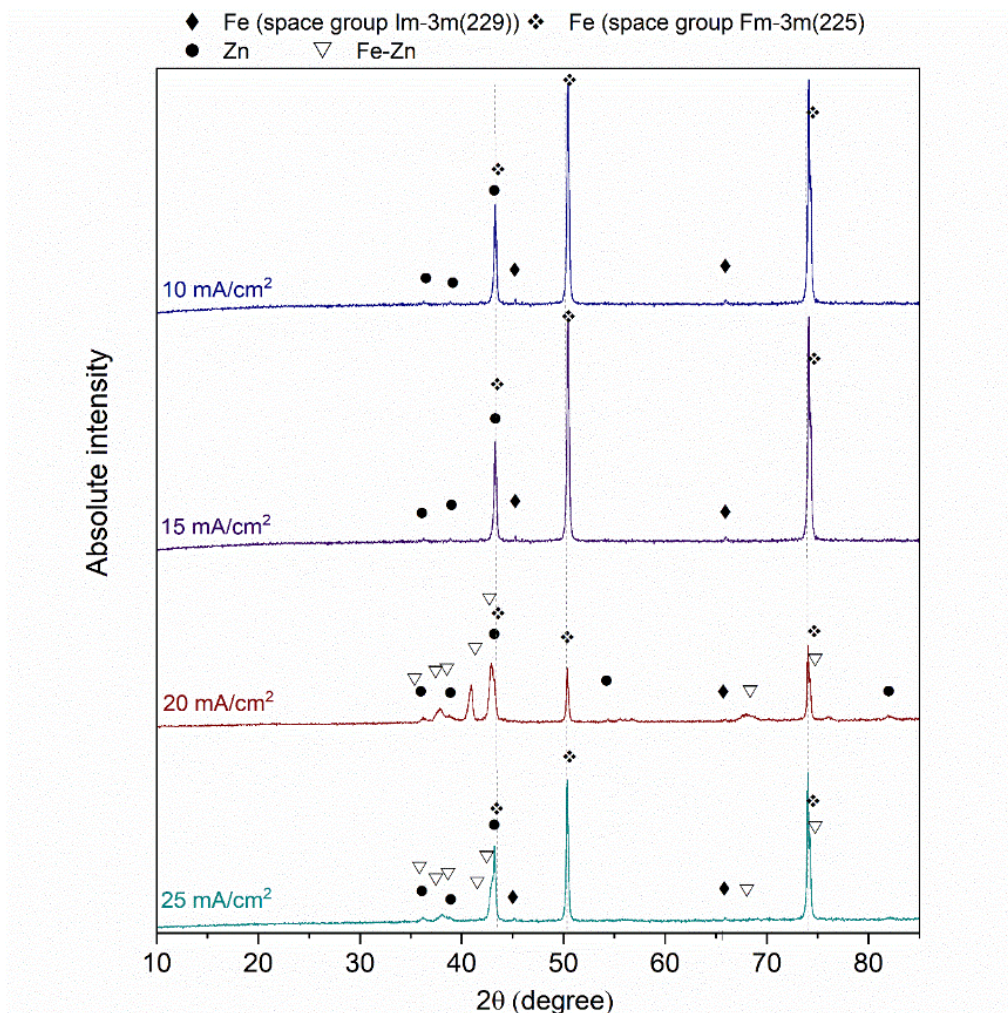 ♦ Fe (space group Im-3m(229)) ❖ Fe (space group Fm-3m(225)
● Zn ▽ Fe-Zn
10 mA/cm²
15 mA/cm²
20 mA/cm²
25 mA/cm²
Absolute intensity
10 20 30 40 50 60 70 80
2θ (degree)